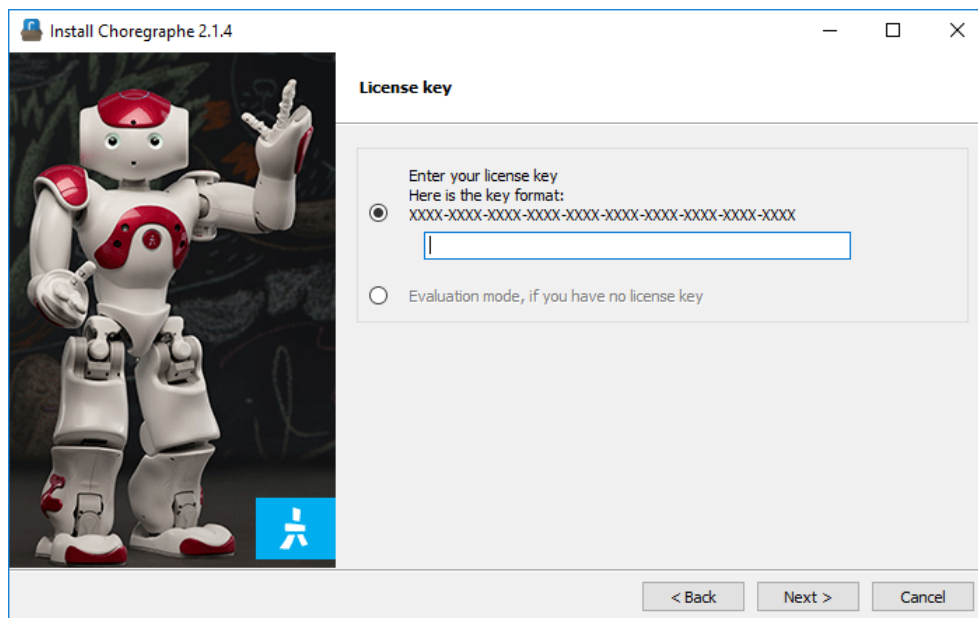 Install Choregraphe 2.1.4
License key
Enter your license key
Here is the key format:
XXXX-XXXX-XXXX-XXXX-XXXX-XXXX-XXXX-XXXX-XXXX-XXXX
Evaluation mode, if you have no license key
< Back Next > Cancel